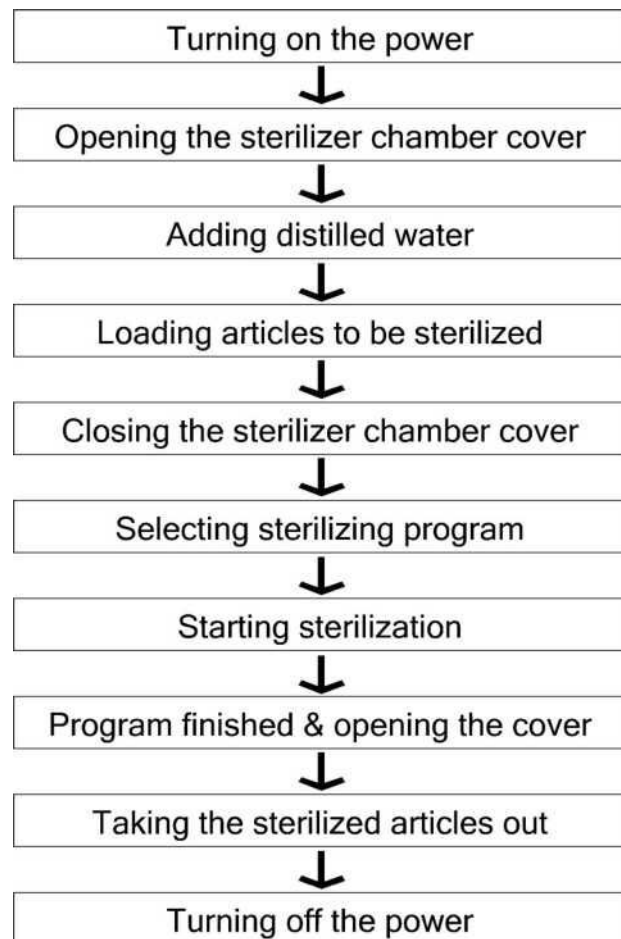 Turning on the power
Opening the sterilizer chamber cover
Adding distilled water
Loading articles to be sterilized
Closing the sterilizer chamber cover
Selecting sterilizing program
Starting sterilization
Program finished & opening the cover
Taking the sterilized articles out
Turning off the power